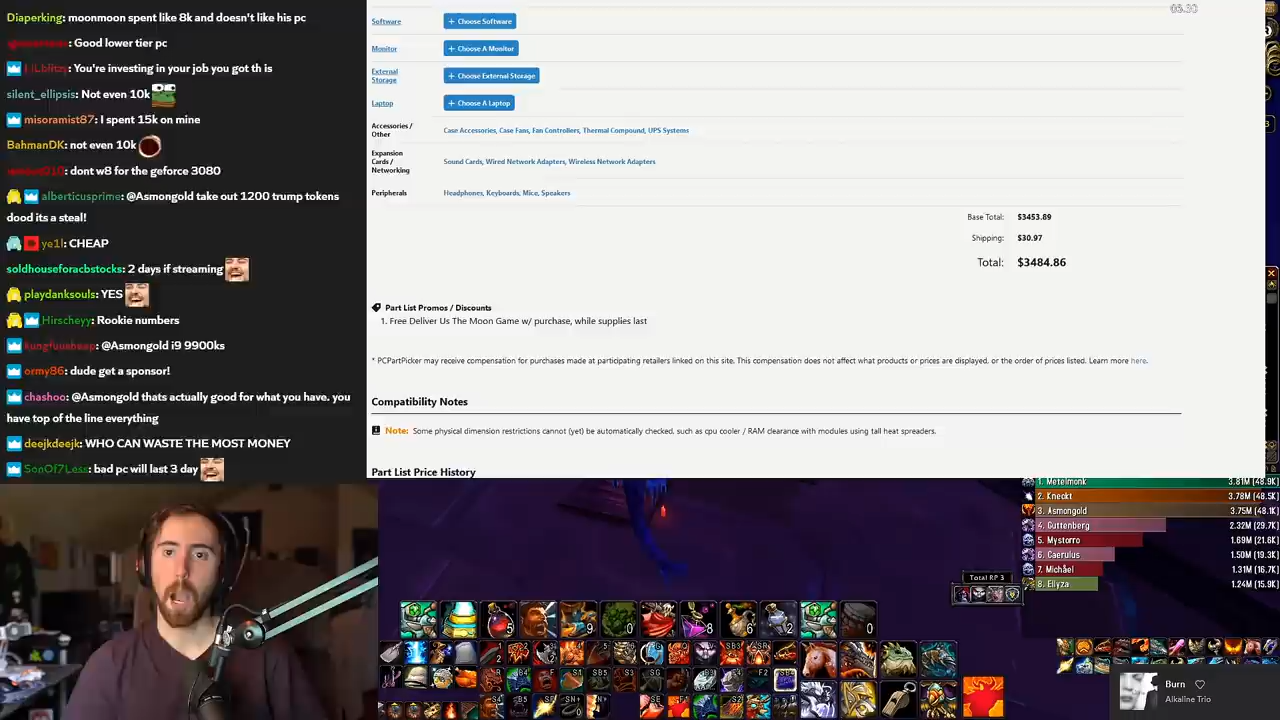 Diaperking: moonmoon spent like 8k and doesn't like his pc
Good lower tier pc
You're investing in your job you got th is
silent_ellipsis: Not even 10k
misoramist87: I spent 15k on mine
BahmanDK: not even 10k
dont w8 for the geforce 3080
alberticusprime: @Asmongold take out 1200 trump tokens
dood its a steal!
ye1l: CHEAP
soldhouseforacbstocks: 2 days if streaming
playdanksouls: YES
Hirscheyy: Rookie numbers
kungfuusheap: @Asmongold i9 9900ks
ormy86: dude get a sponsor!
chashoo: @Asmongold thats actually good for what you have. you
have top of the line everything
deejkdeejk: WHO CAN WASTE THE MOST MONEY
SonOf7Less: bad pc will last 3 day
Software
+ Choose Software
Monitor
+ Choose A Monitor
External
Storage
+ Choose External Storage
Laptop
+ Choose A Laptop
Accessories /
Other
Case Accessories, Case Fans, Fan Controllers, Thermal Compound, UPS Systems
Expansion
Cards /
Networking
Sound Cards, Wired Network Adapters, Wireless Network Adapters
Peripherals
Headphones, Keyboards, Mice, Speakers
Base Total: $3453.89
Shipping: $30.97
Total: $3484.86
Part List Promos / Discounts
1. Free Deliver Us The Moon Game w/ purchase, while supplies last
* PCPartPicker may receive compensation for purchases made at participating retailers linked on this site. This compensation does not affect what products or prices are displayed, or the order of prices listed. Learn more here.
Compatibility Notes
Note: Some physical dimension restrictions cannot (yet) be automatically checked, such as cpu cooler / RAM clearance with modules using tall heat spreaders.
Part List Price History
1. Metelmonk 3.81M (48.9K)
2. Kneckt 3.78M (48.5K)
3. Asmongold 3.75M (48.1K)
4. Guttenberg 2.32M (29.7K)
5. Mystorro 1.69M (21.6K)
6. Caerulus 1.50M (19.3K)
7. Michåel 1.31M (16.7K)
8. Eliyza 1.24M (15.9K)
Total RP 3
Burn
Alkaline Trio